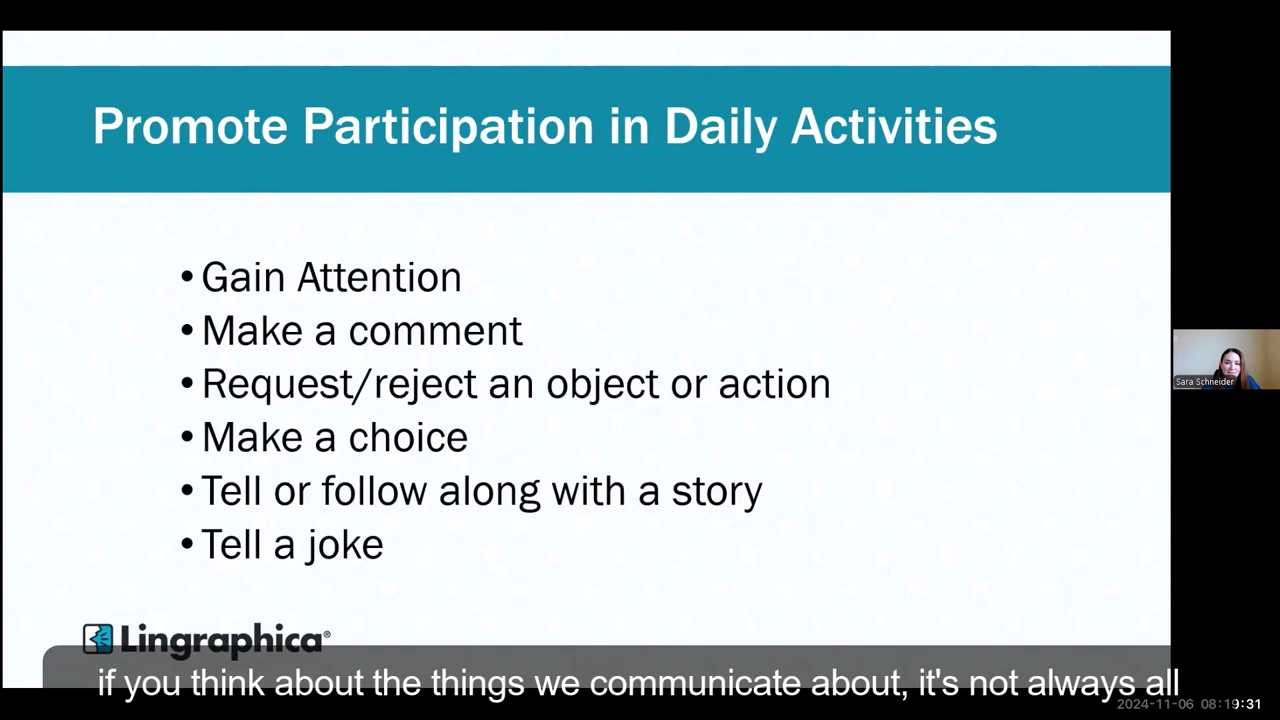 Promote Participation in Daily Activities
• Gain Attention
• Make a comment
• Request/reject an object or action
• Make a choice
• Tell or follow along with a story
• Tell a joke
Sara Schneider
Lingraphica®
if you think about the things we communicate about, it's not always all
2024-11-06 08:19:31